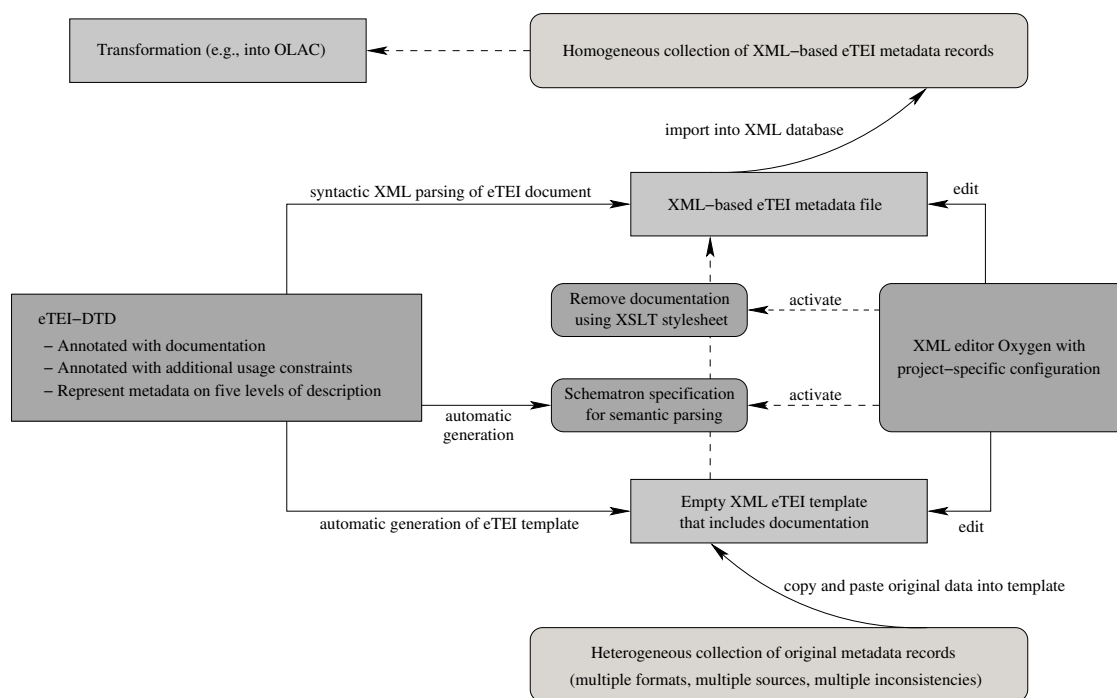 Transformation (e.g., into OLAC)
Homogeneous collection of XML−based eTEI metadata records
import into XML database
syntactic XML parsing of eTEI document
XML−based eTEI metadata file
edit
eTEI−DTD
− Annotated with documentation
− Annotated with additional usage constraints
− Represent metadata on five levels of description
Remove documentation
using XSLT stylesheet
activate
XML editor Oxygen with
project−specific configuration
automatic
generation
Schematron specification
for semantic parsing
activate
automatic generation of eTEI template
Empty XML eTEI template
that includes documentation
edit
copy and paste original data into template
Heterogeneous collection of original metadata records
(multiple formats, multiple sources, multiple inconsistencies)